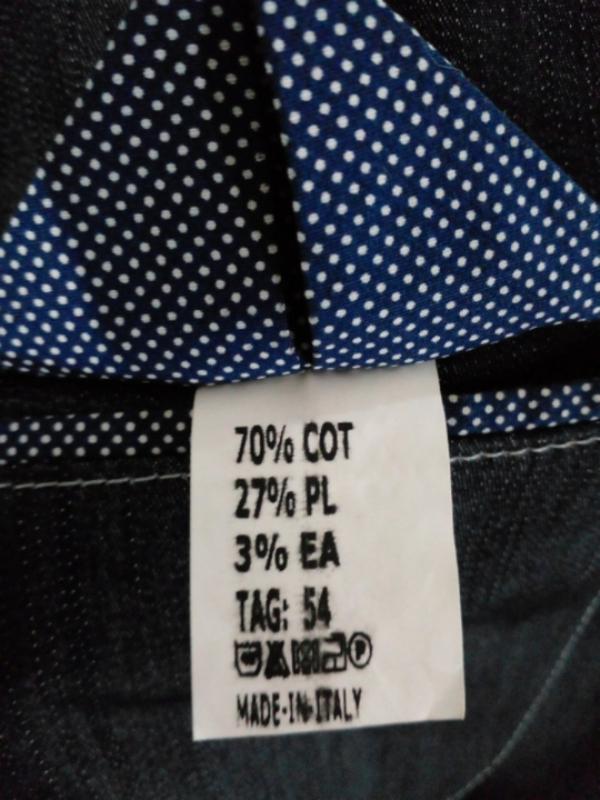 70% COT
27% PL
3% EA
TAG: 54
P
MADE-IN-ITALY